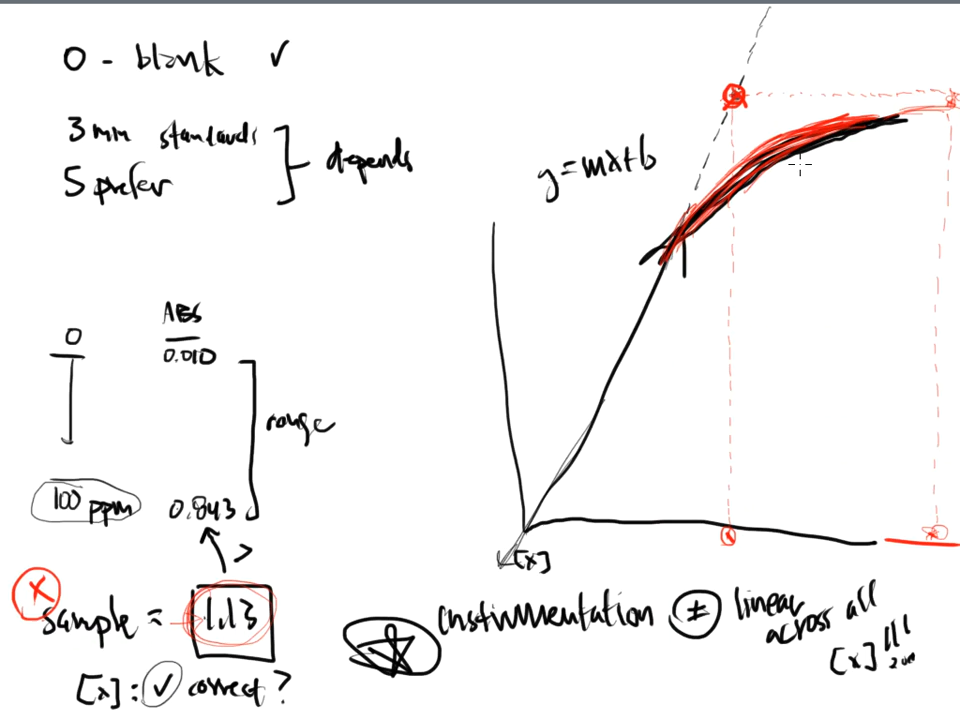 0 - blank ✓
3 min standards
5 prefer
depends
y=mx+b
ABS
0
0.010
range
100 ppm
0.843
>
sample = 1.13
[x] : ✓ correct?
[x]
instrumentation ≠ linear
across all
[x]